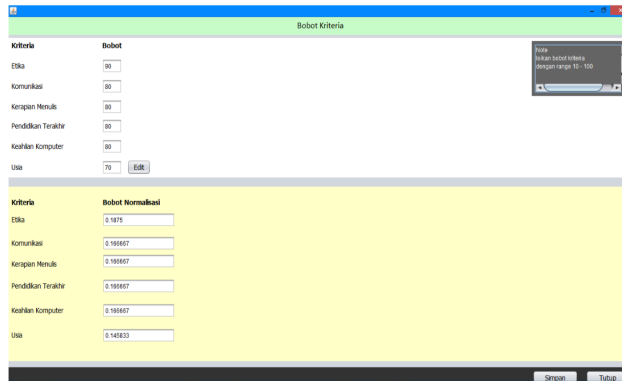 Bobot Kriteria
Kriteria Bobot
Etika 90
Komunikasi 80
Kerapian Menulis 80
Pendidikan Terakhir 80
Keahlian Komputer 80
Usia 70 Edit
Note
Isikan bobot kriteria
dengan range 10 - 100
Kriteria Bobot Normalisasi
Etika 0.1875
Komunikasi 0.166667
Kerapian Menulis 0.166667
Pendidikan Terakhir 0.166667
Keahlian Komputer 0.166667
Usia 0.145833
Simpan Tutup